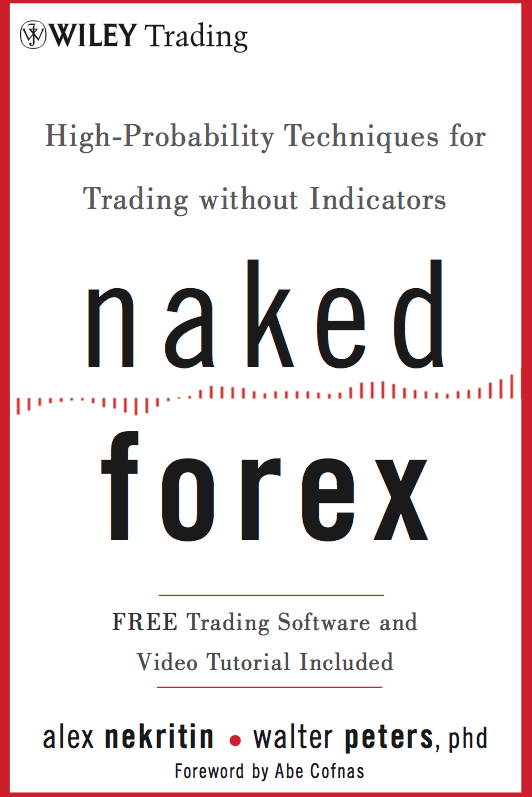 WILEY Trading
High-Probability Techniques for
Trading without Indicators
naked
forex
FREE Trading Software and
Video Tutorial Included
alex nekritin • walter peters, phd
Foreword by Abe Cofnas